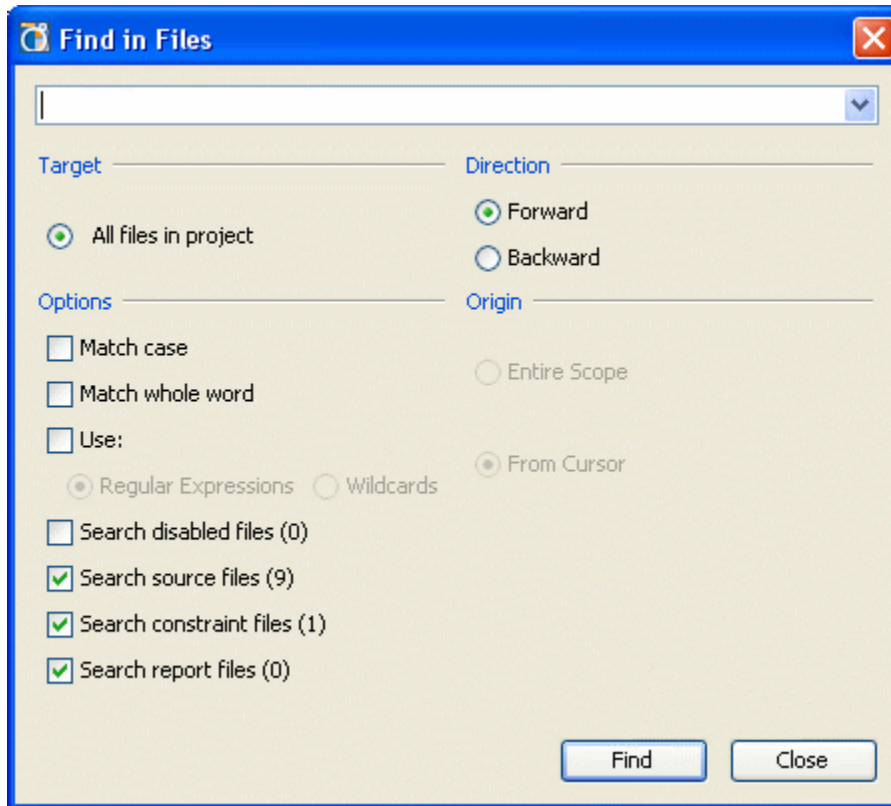 Find in Files
Target
All files in project
Direction
Forward
Backward
Options
Match case
Match whole word
Use:
Regular Expressions Wildcards
Search disabled files (0)
Search source files (9)
Search constraint files (1)
Search report files (0)
Origin
Entire Scope
From Cursor
Find Close